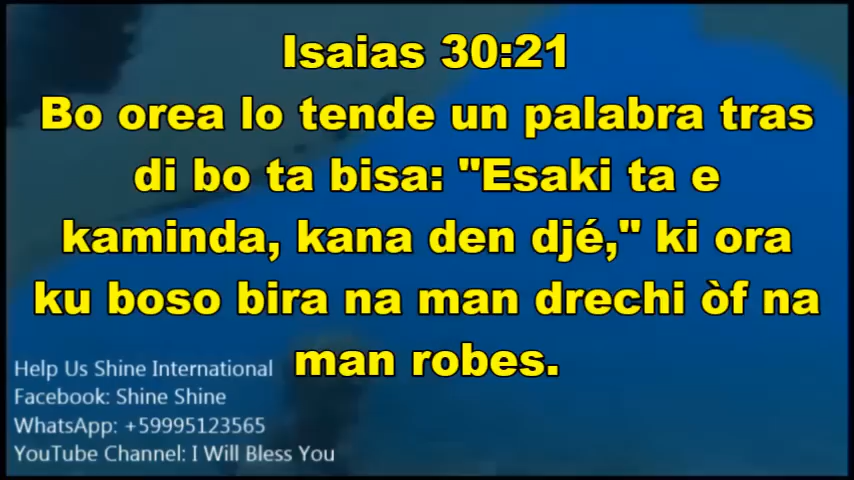 Isaias 30:21
Bo orea lo tende un palabra tras
di bo ta bisa: "Esaki ta e
kaminda, kana den djé," ki ora
ku boso bira na man drechi òf na
man robes.
Help Us Shine International
Facebook: Shine Shine
WhatsApp: +59995123565
YouTube Channel: I Will Bless You